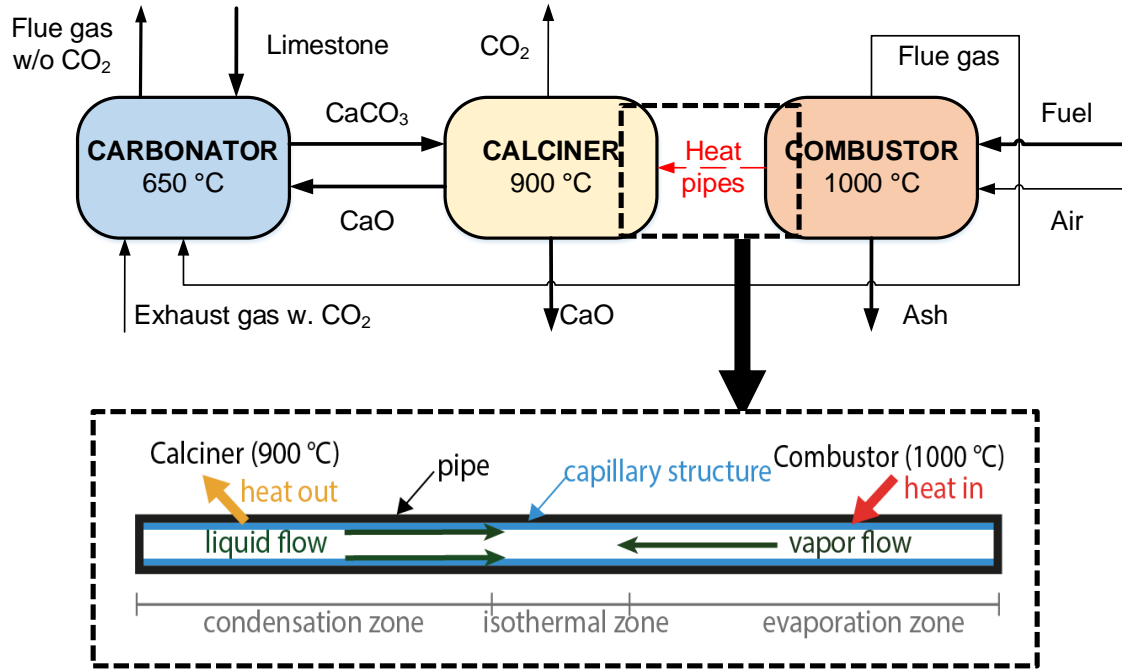 Flue gas
w/o CO₂
Limestone
CO₂
Flue gas
CaCO₃
Fuel
CARBONATOR
650 °C
CALCINER
900 °C
Heat
pipes
COMBUSTOR
1000 °C
CaO
Air
Exhaust gas w. CO₂
CaO
Ash
Calciner (900 °C)
heat out
pipe
capillary structure
Combustor (1000 °C)
heat in
liquid flow
vapor flow
condensation zone
isothermal zone
evaporation zone